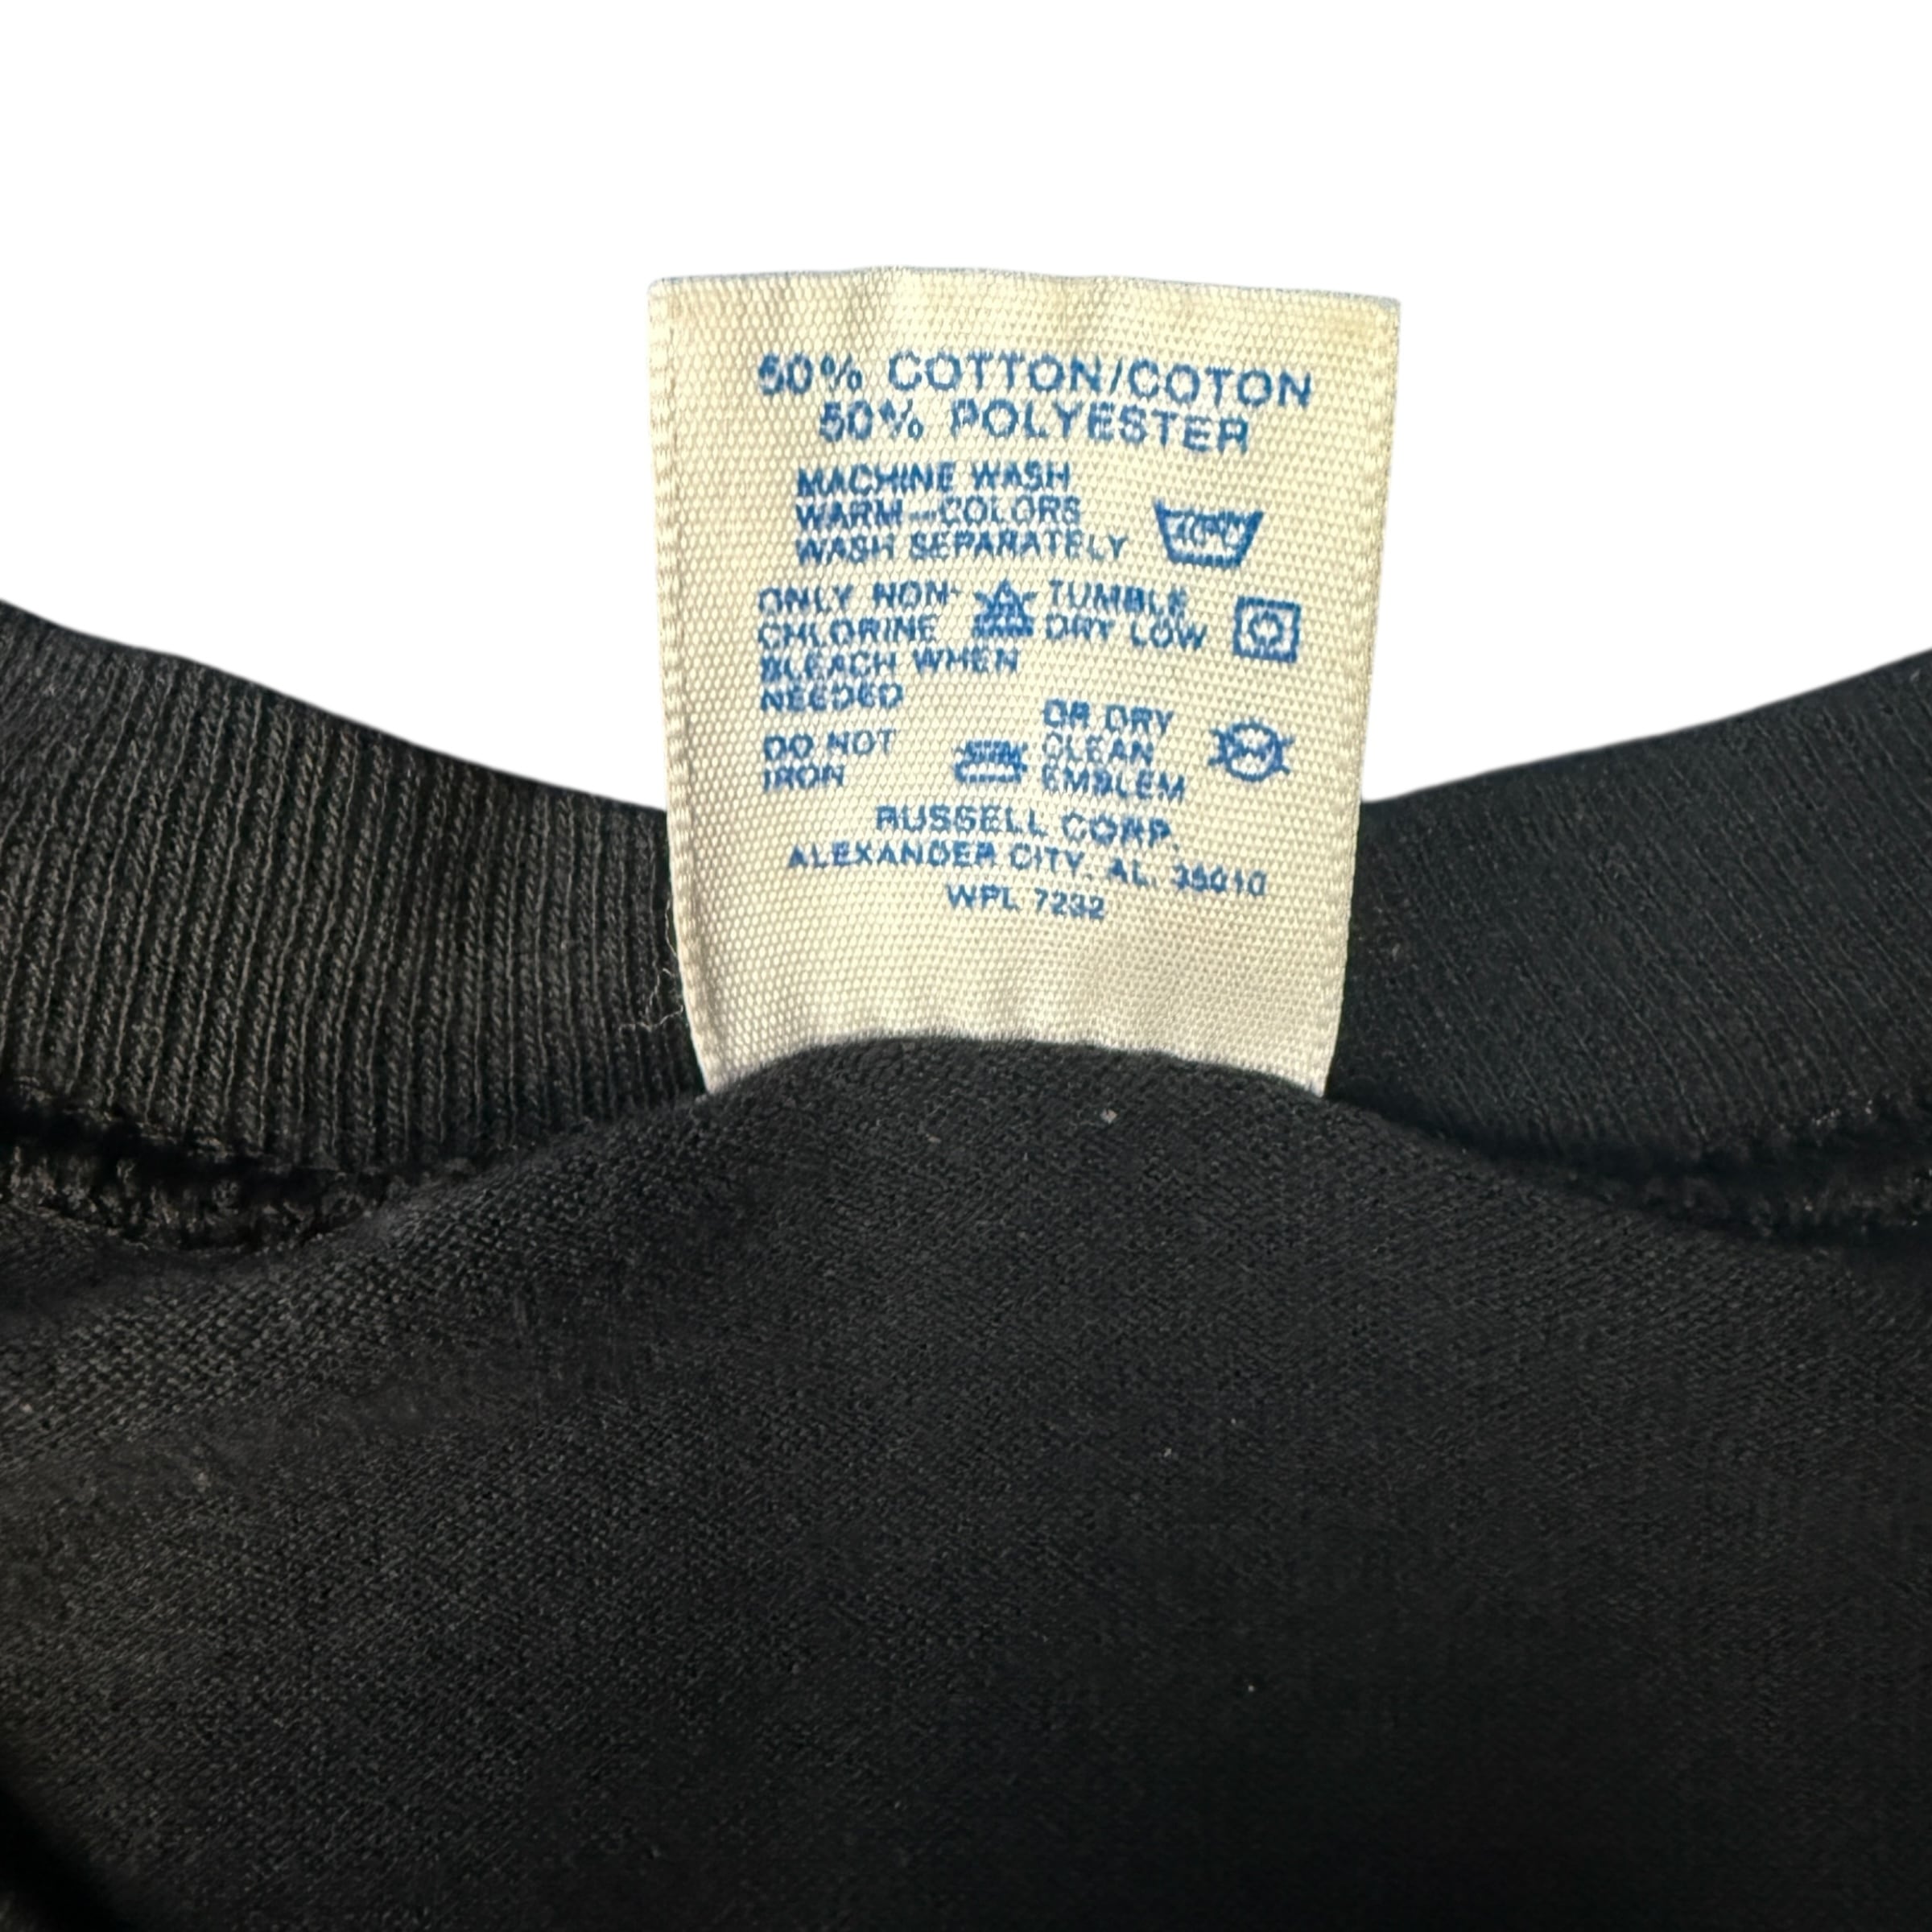 50% COTTON/COTON
50% POLYESTER
MACHINE WASH
WARM—COLORS
WASH SEPARATELY
40°C
ONLY NON-
CHLORINE
BLEACH WHEN
NEEDED
TUMBLE
DRY LOW
DO NOT
IRON
OR DRY
CLEAN
EMBLEM
RUSSELL CORP.
ALEXANDER CITY, AL. 35010
WPL 7232